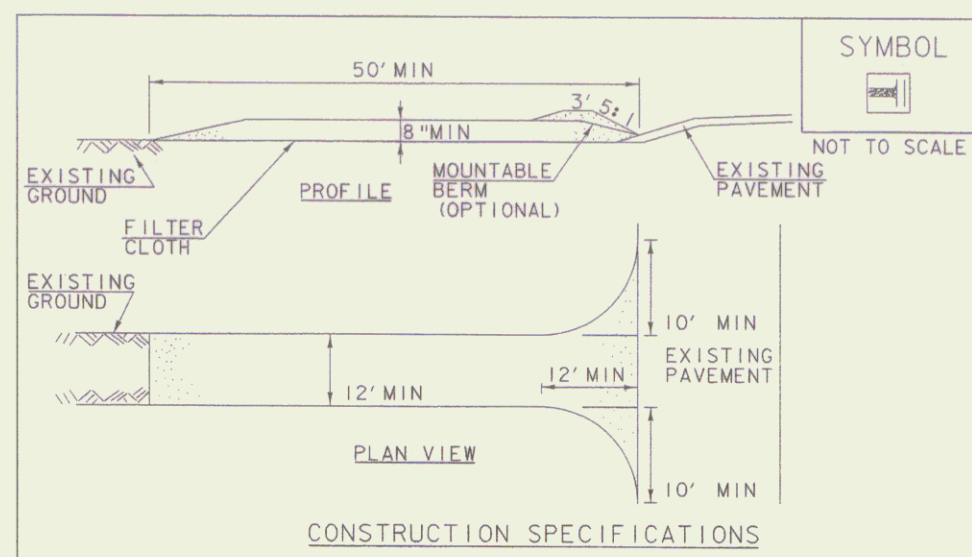 SYMBOL
NOT TO SCALE
50' MIN
3' 5:1
8"MIN
EXISTING
GROUND
PROFILE
MOUNTABLE
BERM
(OPTIONAL)
EXISTING
PAVEMENT
FILTER
CLOTH
EXISTING
GROUND
10' MIN
EXISTING
PAVEMENT
12' MIN
12' MIN
PLAN VIEW
10' MIN
CONSTRUCTION SPECIFICATIONS